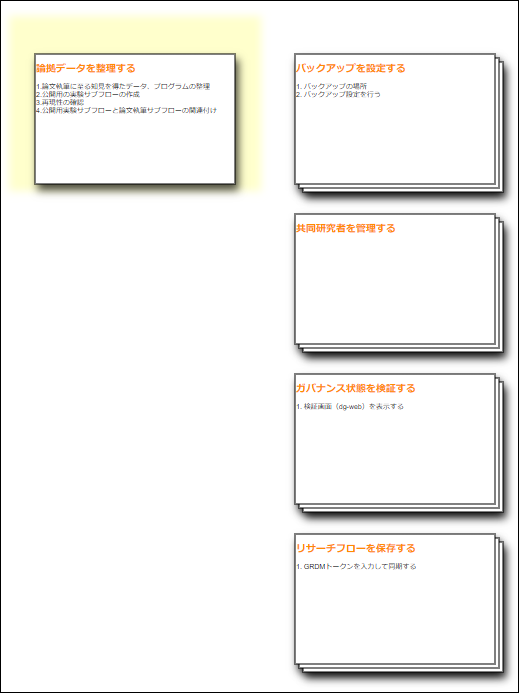 論拠データを整理する
1.論文執筆に至る知見を得たデータ、プログラムの整理
2.公開用の実験サブフローの作成
3.再現性の確認
4.公開用実験サブフローと論文執筆サブフローの関連付け
バックアップを設定する
1. バックアップの場所
2. バックアップ設定を行う
共同研究者を管理する
ガバナンス状態を検証する
1. 検証画面（dg-web）を表示する
リサーチフローを保存する
1. GRDMトークンを入力して同期する